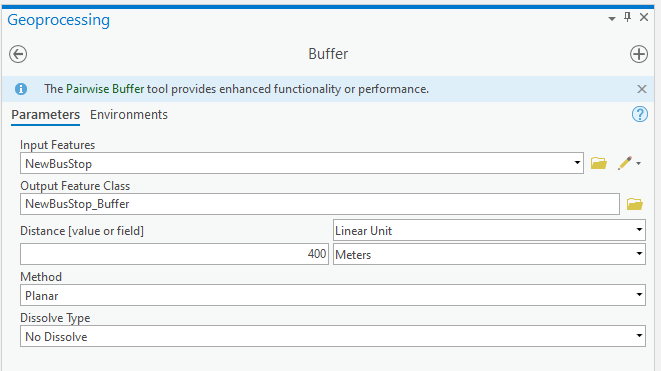 Geoprocessing
Buffer
The Pairwise Buffer tool provides enhanced functionality or performance.
Parameters Environments
Input Features
NewBusStop
Output Feature Class
NewBusStop_Buffer
Distance [value or field] Linear Unit
400 Meters
Method
Planar
Dissolve Type
No Dissolve